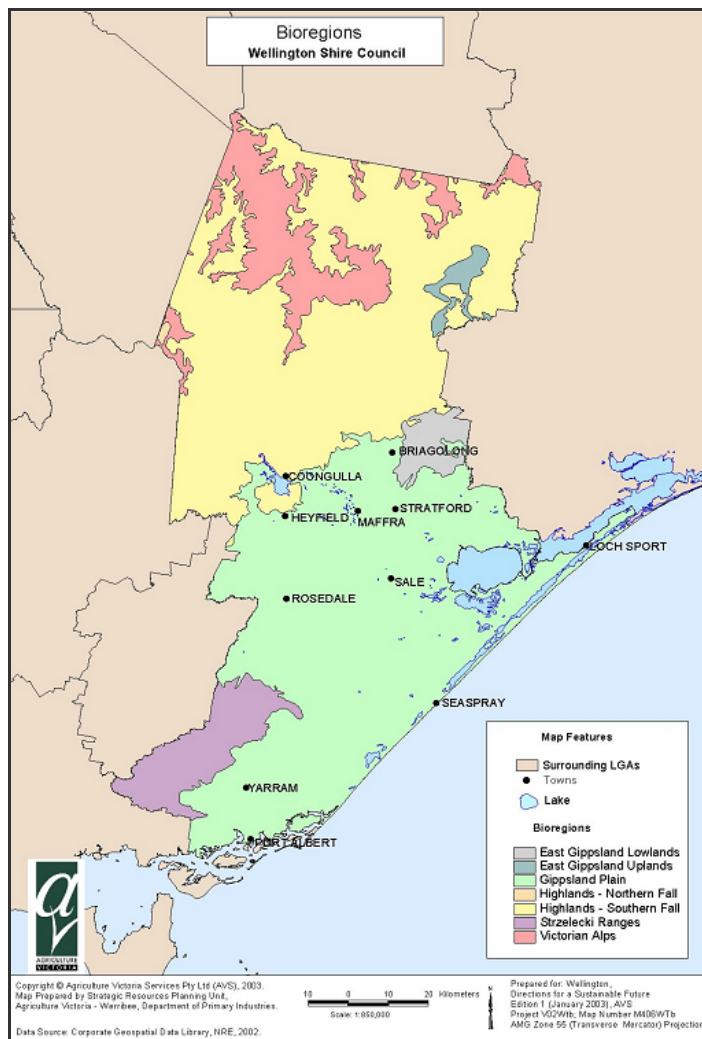 Bioregions
Wellington Shire Council
BRIAGOLONG
COONGULLA
STRATFORD
HEYFIELD
MAFFRA
LOCH SPORT
SALE
ROSEDALE
SEASPRAY
YARRAM
PORT ALBERT
Map Features
Surrounding LGAs
Towns
Lake
Bioregions
East Gippsland Lowlands
East Gippsland Uplands
Gippsland Plain
Highlands - Northern Fall
Highlands - Southern Fall
Strzelecki Ranges
Victorian Alps
AGRICULTURE
VICTORIA
Copyright © Agriculture Victoria Services Pty Ltd (AVS), 2003.
Map Prepared by Strategic Resources Planning Unit,
Agriculture Victoria - Werribee, Department of Primary Industries.
Data Source: Corporate Geospatial Data Library, NRE, 2002.
10 0 10 20 Kilometers
Scale: 1:850,000
N
Prepared for: Wellington,
Directions for a Sustainable Future
Edition 1 (January 2003), AVS
Project V02Wtb; Map Number M406WTb
AMG Zone 55 (Transverse Mercator) Projection